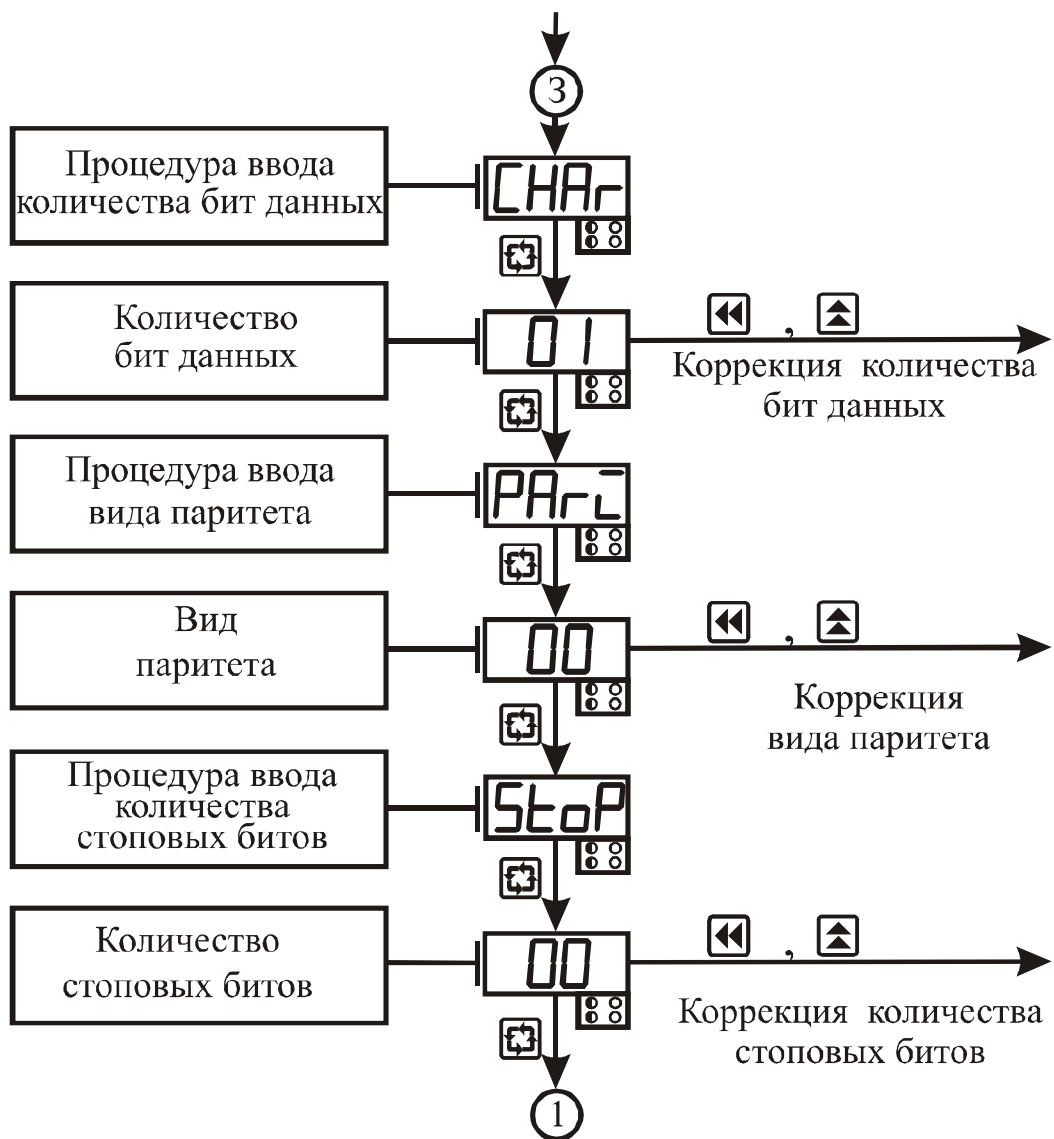 3
Процедура ввода
количества бит данных
CHAr
Количество
бит данных
01
,
Коррекция количества
бит данных
Процедура ввода
вида паритета
Вид
паритета
00
,
Коррекция
вида паритета
Процедура ввода
количества
стоповых битов
StoP
Количество
стоповых битов
00
,
Коррекция количества
стоповых битов
1